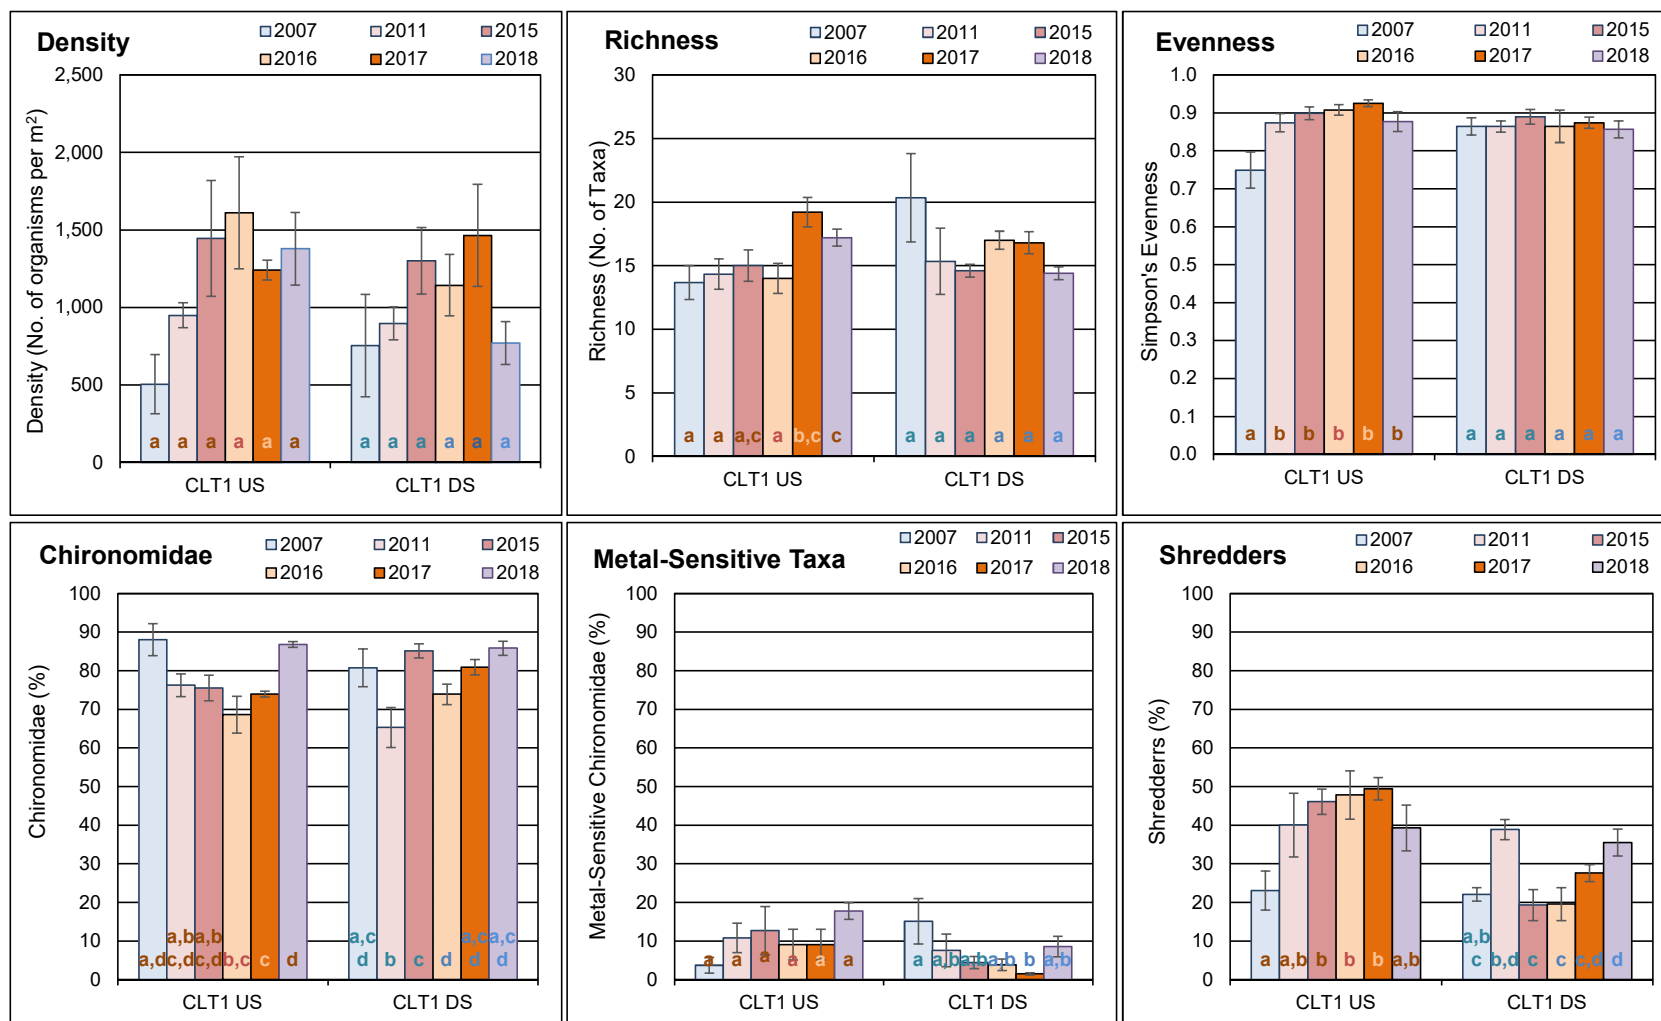 Density
2007 2011 2015
2016 2017 2018
Density (No. of organisms per m²)
2,500
2,000
1,500
1,000
500
0
a a a a a a a a a a a a
CLT1 US CLT1 DS
Richness
2007 2011 2015
2016 2017 2018
Richness (No. of Taxa)
30
25
20
15
10
5
0
a a a,c a b,c c a a a a a a
CLT1 US CLT1 DS
Evenness
2007 2011 2015
2016 2017 2018
Simpson's Evenness
1.0
0.9
0.8
0.7
0.6
0.5
0.4
0.3
0.2
0.1
0.0
a b b b b b a a a a a a
CLT1 US CLT1 DS
Chironomidae
2007 2011 2015
2016 2017 2018
Chironomidae (%)
100
90
80
70
60
50
40
30
20
10
0
a,b a,b a,c a,c a,c
a,d c,d c,d b,c c d d b c d d d
CLT1 US CLT1 DS
Metal-Sensitive Taxa
2007 2011 2015
2016 2017 2018
Metal-Sensitive Chironomidae (%)
100
90
80
70
60
50
40
30
20
10
0
a a a a a a a a,b a,b a,b b a,b
CLT1 US CLT1 DS
Shredders
2007 2011 2015
2016 2017 2018
Shredders (%)
100
90
80
70
60
50
40
30
20
10
0
a,b
a a,b b b b a,b c b,d c c c,d d
CLT1 US CLT1 DS